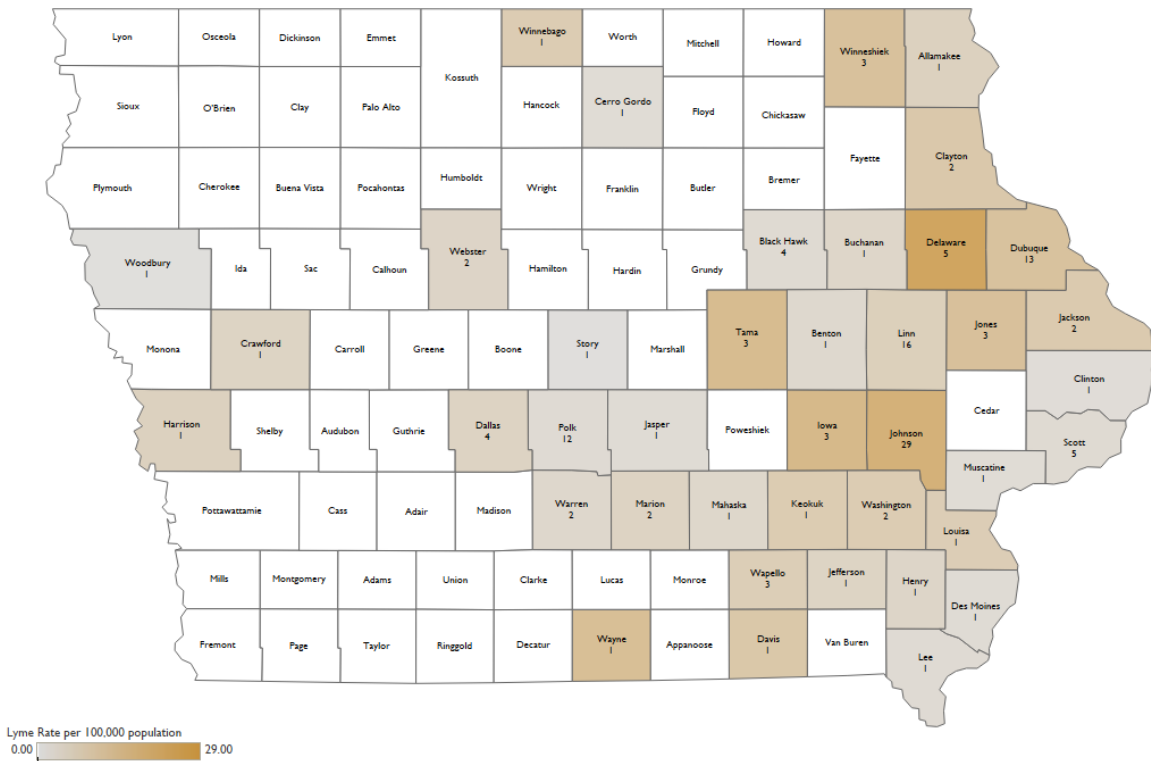 Lyon
Osceola
Dickinson
Emmet
Kossuth
Winnebago
1
Worth
Mitchell
Howard
Winneshiek
3
Allamakee
1
Sioux
O'Brien
Clay
Palo Alto
Hancock
Cerro Gordo
1
Floyd
Chickasaw
Fayette
Clayton
2
Plymouth
Cherokee
Buena Vista
Pocahontas
Humboldt
Wright
Franklin
Butler
Bremer
Woodbury
1
Ida
Sac
Calhoun
Webster
2
Hamilton
Hardin
Grundy
Black Hawk
4
Buchanan
1
Delaware
5
Dubuque
13
Monona
Crawford
1
Carroll
Greene
Boone
Story
1
Marshall
Tama
3
Benton
1
Linn
16
Jones
3
Jackson
2
Clinton
1
Harrison
1
Shelby
Audubon
Guthrie
Dallas
4
Polk
12
Jasper
1
Poweshiek
Iowa
3
Johnson
29
Cedar
Scott
5
Muscatine
1
Pottawattamie
Cass
Adair
Madison
Warren
2
Marion
2
Mahaska
1
Keokuk
1
Washington
2
Louisa
1
Mills
Montgomery
Adams
Union
Clarke
Lucas
Monroe
Wapello
3
Jefferson
1
Henry
1
Des Moines
1
Fremont
Page
Taylor
Ringgold
Decatur
Wayne
1
Appanoose
Davis
1
Van Buren
Lee
1
Lyme Rate per 100,000 population
0.00 29.00